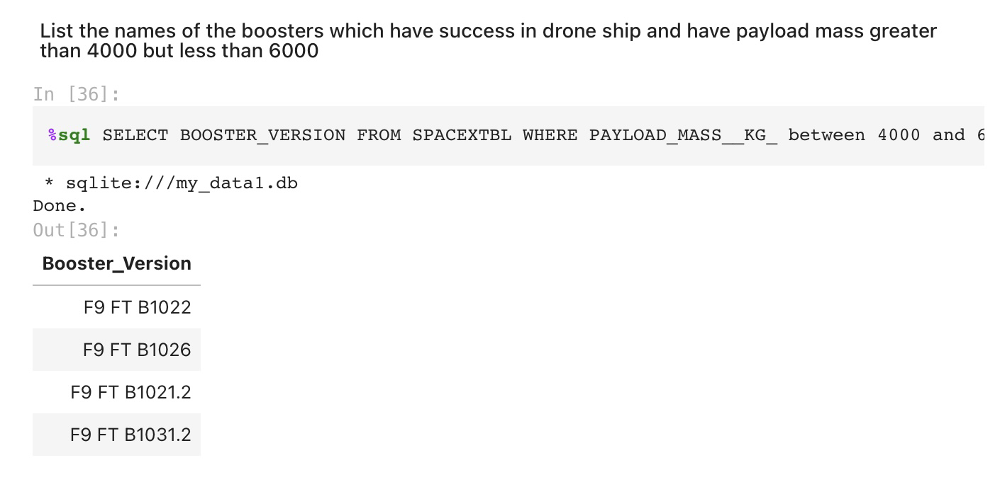 List the names of the boosters which have success in drone ship and have payload mass greater
than 4000 but less than 6000
In [36]:
%sql SELECT BOOSTER_VERSION FROM SPACEXTBL WHERE PAYLOAD_MASS__KG_ between 4000 and 6
* sqlite:///my_data1.db
Done.
Out[36]:
Booster_Version
F9 FT B1022
F9 FT B1026
F9 FT B1021.2
F9 FT B1031.2